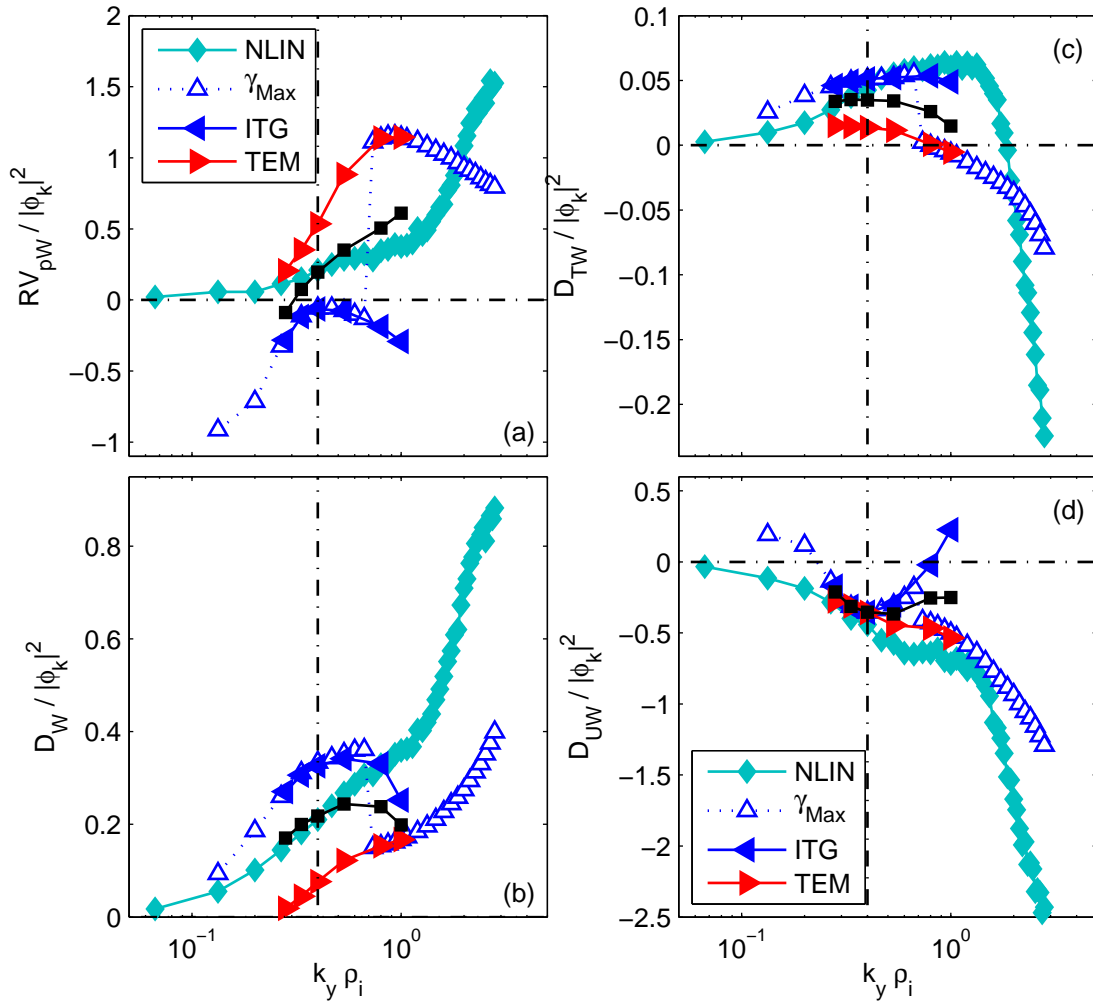 2
1.5
1
0.5
0
−0.5
−1
RV_pW / |ϕ_k|^2
NLIN
γ_Max
ITG
TEM
(a)
0.1
0.05
0
−0.05
−0.1
−0.15
−0.2
D_TW / |ϕ_k|^2
(c)
0.8
0.6
0.4
0.2
0
D_W / |ϕ_k|^2
(b)
10^−1
10^0
k_y ρ_i
0.5
0
−0.5
−1
−1.5
−2
−2.5
D_UW / |ϕ_k|^2
(d)
NLIN
γ_Max
ITG
TEM
10^−1
10^0
k_y ρ_i